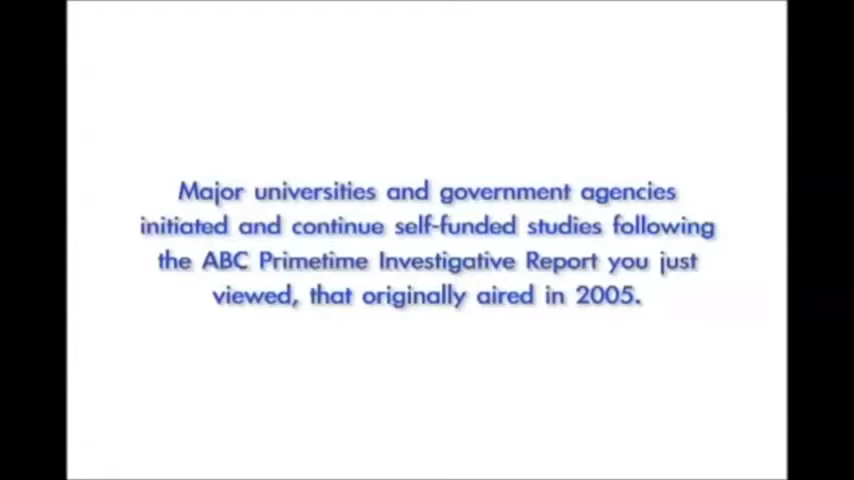 Major universities and government agencies
initiated and continue self-funded studies following
the ABC Primetime Investigative Report you just
viewed, that originally aired in 2005.